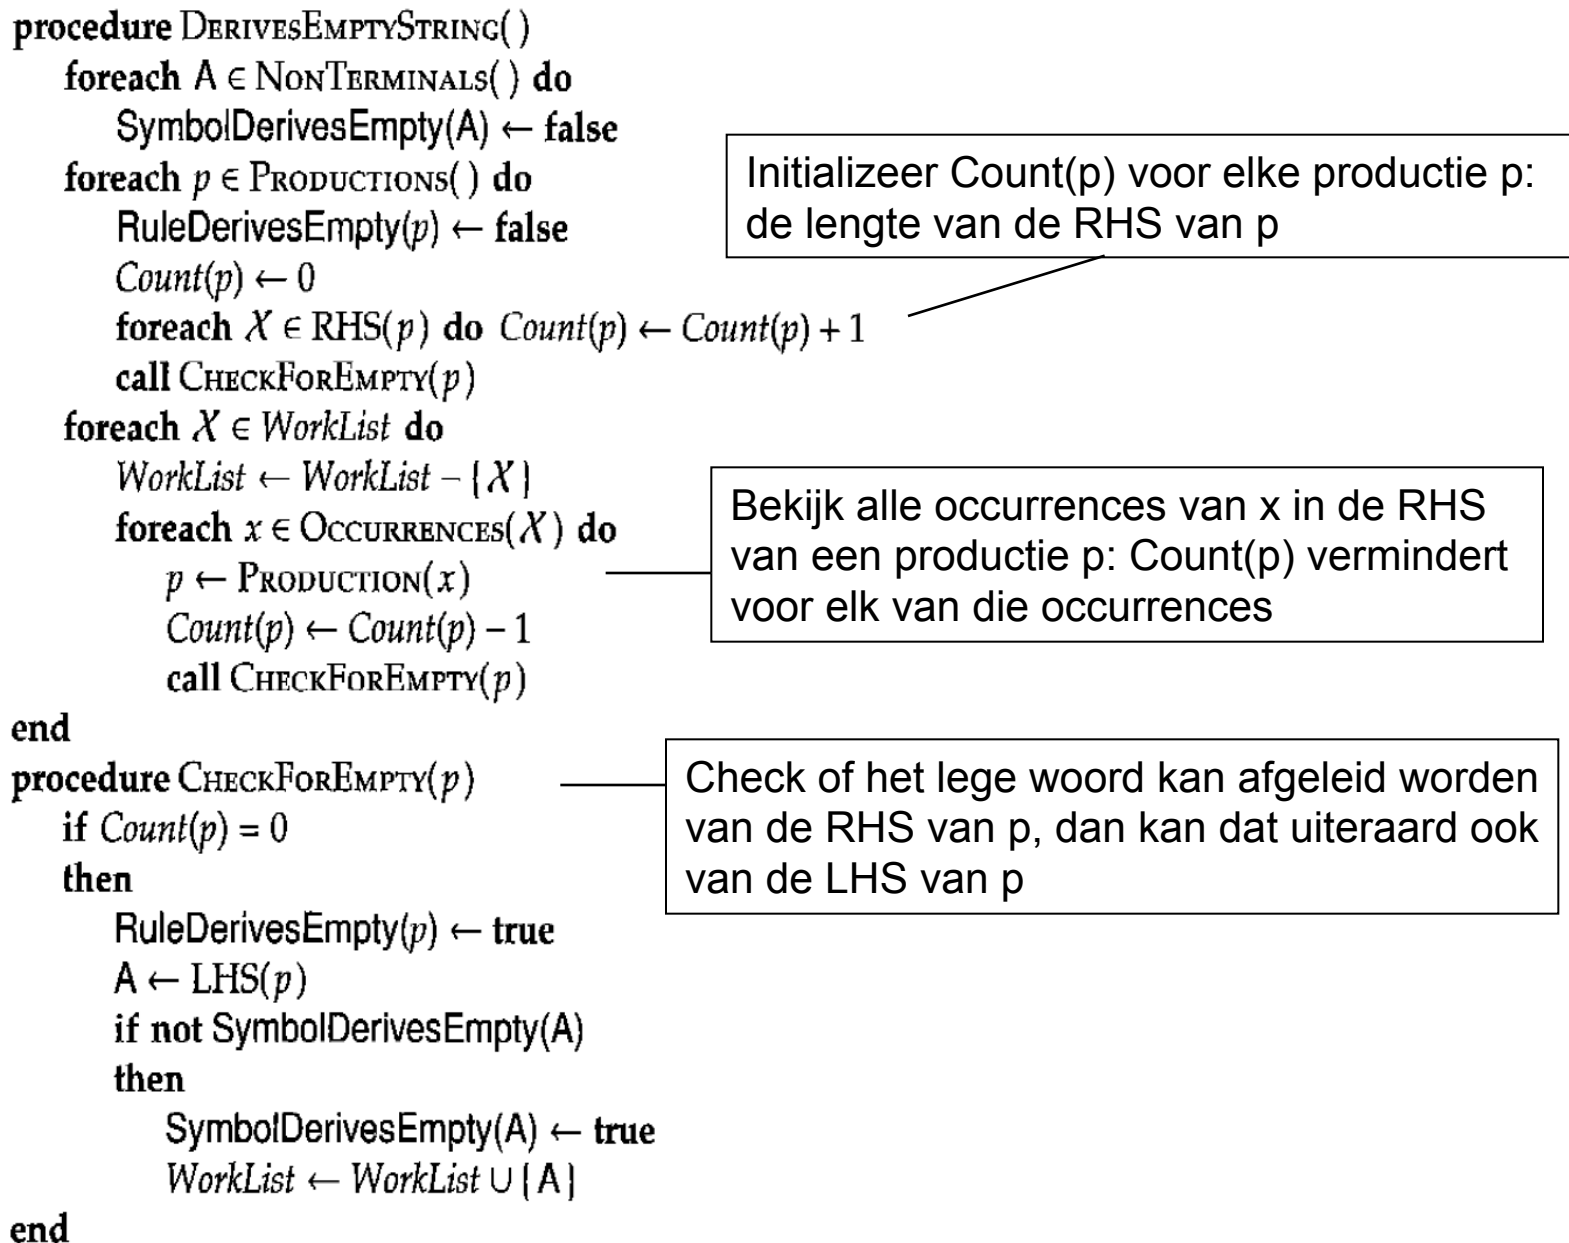 procedure DERIVESEMPTYSTRING( )
foreach A ∈ NONTERMINALS( ) do
SymbolDerivesEmpty(A) ← false
foreach p ∈ PRODUCTIONS( ) do
RuleDerivesEmpty(p) ← false
Count(p) ← 0
foreach X ∈ RHS(p) do Count(p) ← Count(p) + 1
call CHECKFOREMPTY(p)
foreach X ∈ WorkList do
WorkList ← WorkList – {X}
foreach x ∈ OCCURRENCES(X) do
p ← PRODUCTION(x)
Count(p) ← Count(p) – 1
call CHECKFOREMPTY(p)
end
procedure CHECKFOREMPTY(p)
if Count(p) = 0
then
RuleDerivesEmpty(p) ← true
A ← LHS(p)
if not SymbolDerivesEmpty(A)
then
SymbolDerivesEmpty(A) ← true
WorkList ← WorkList ∪ {A}
end
Initializeer Count(p) voor elke productie p:
de lengte van de RHS van p
Bekijk alle occurrences van x in de RHS
van een productie p: Count(p) vermindert
voor elk van die occurrences
Check of het lege woord kan afgeleid worden
van de RHS van p, dan kan dat uiteraard ook
van de LHS van p